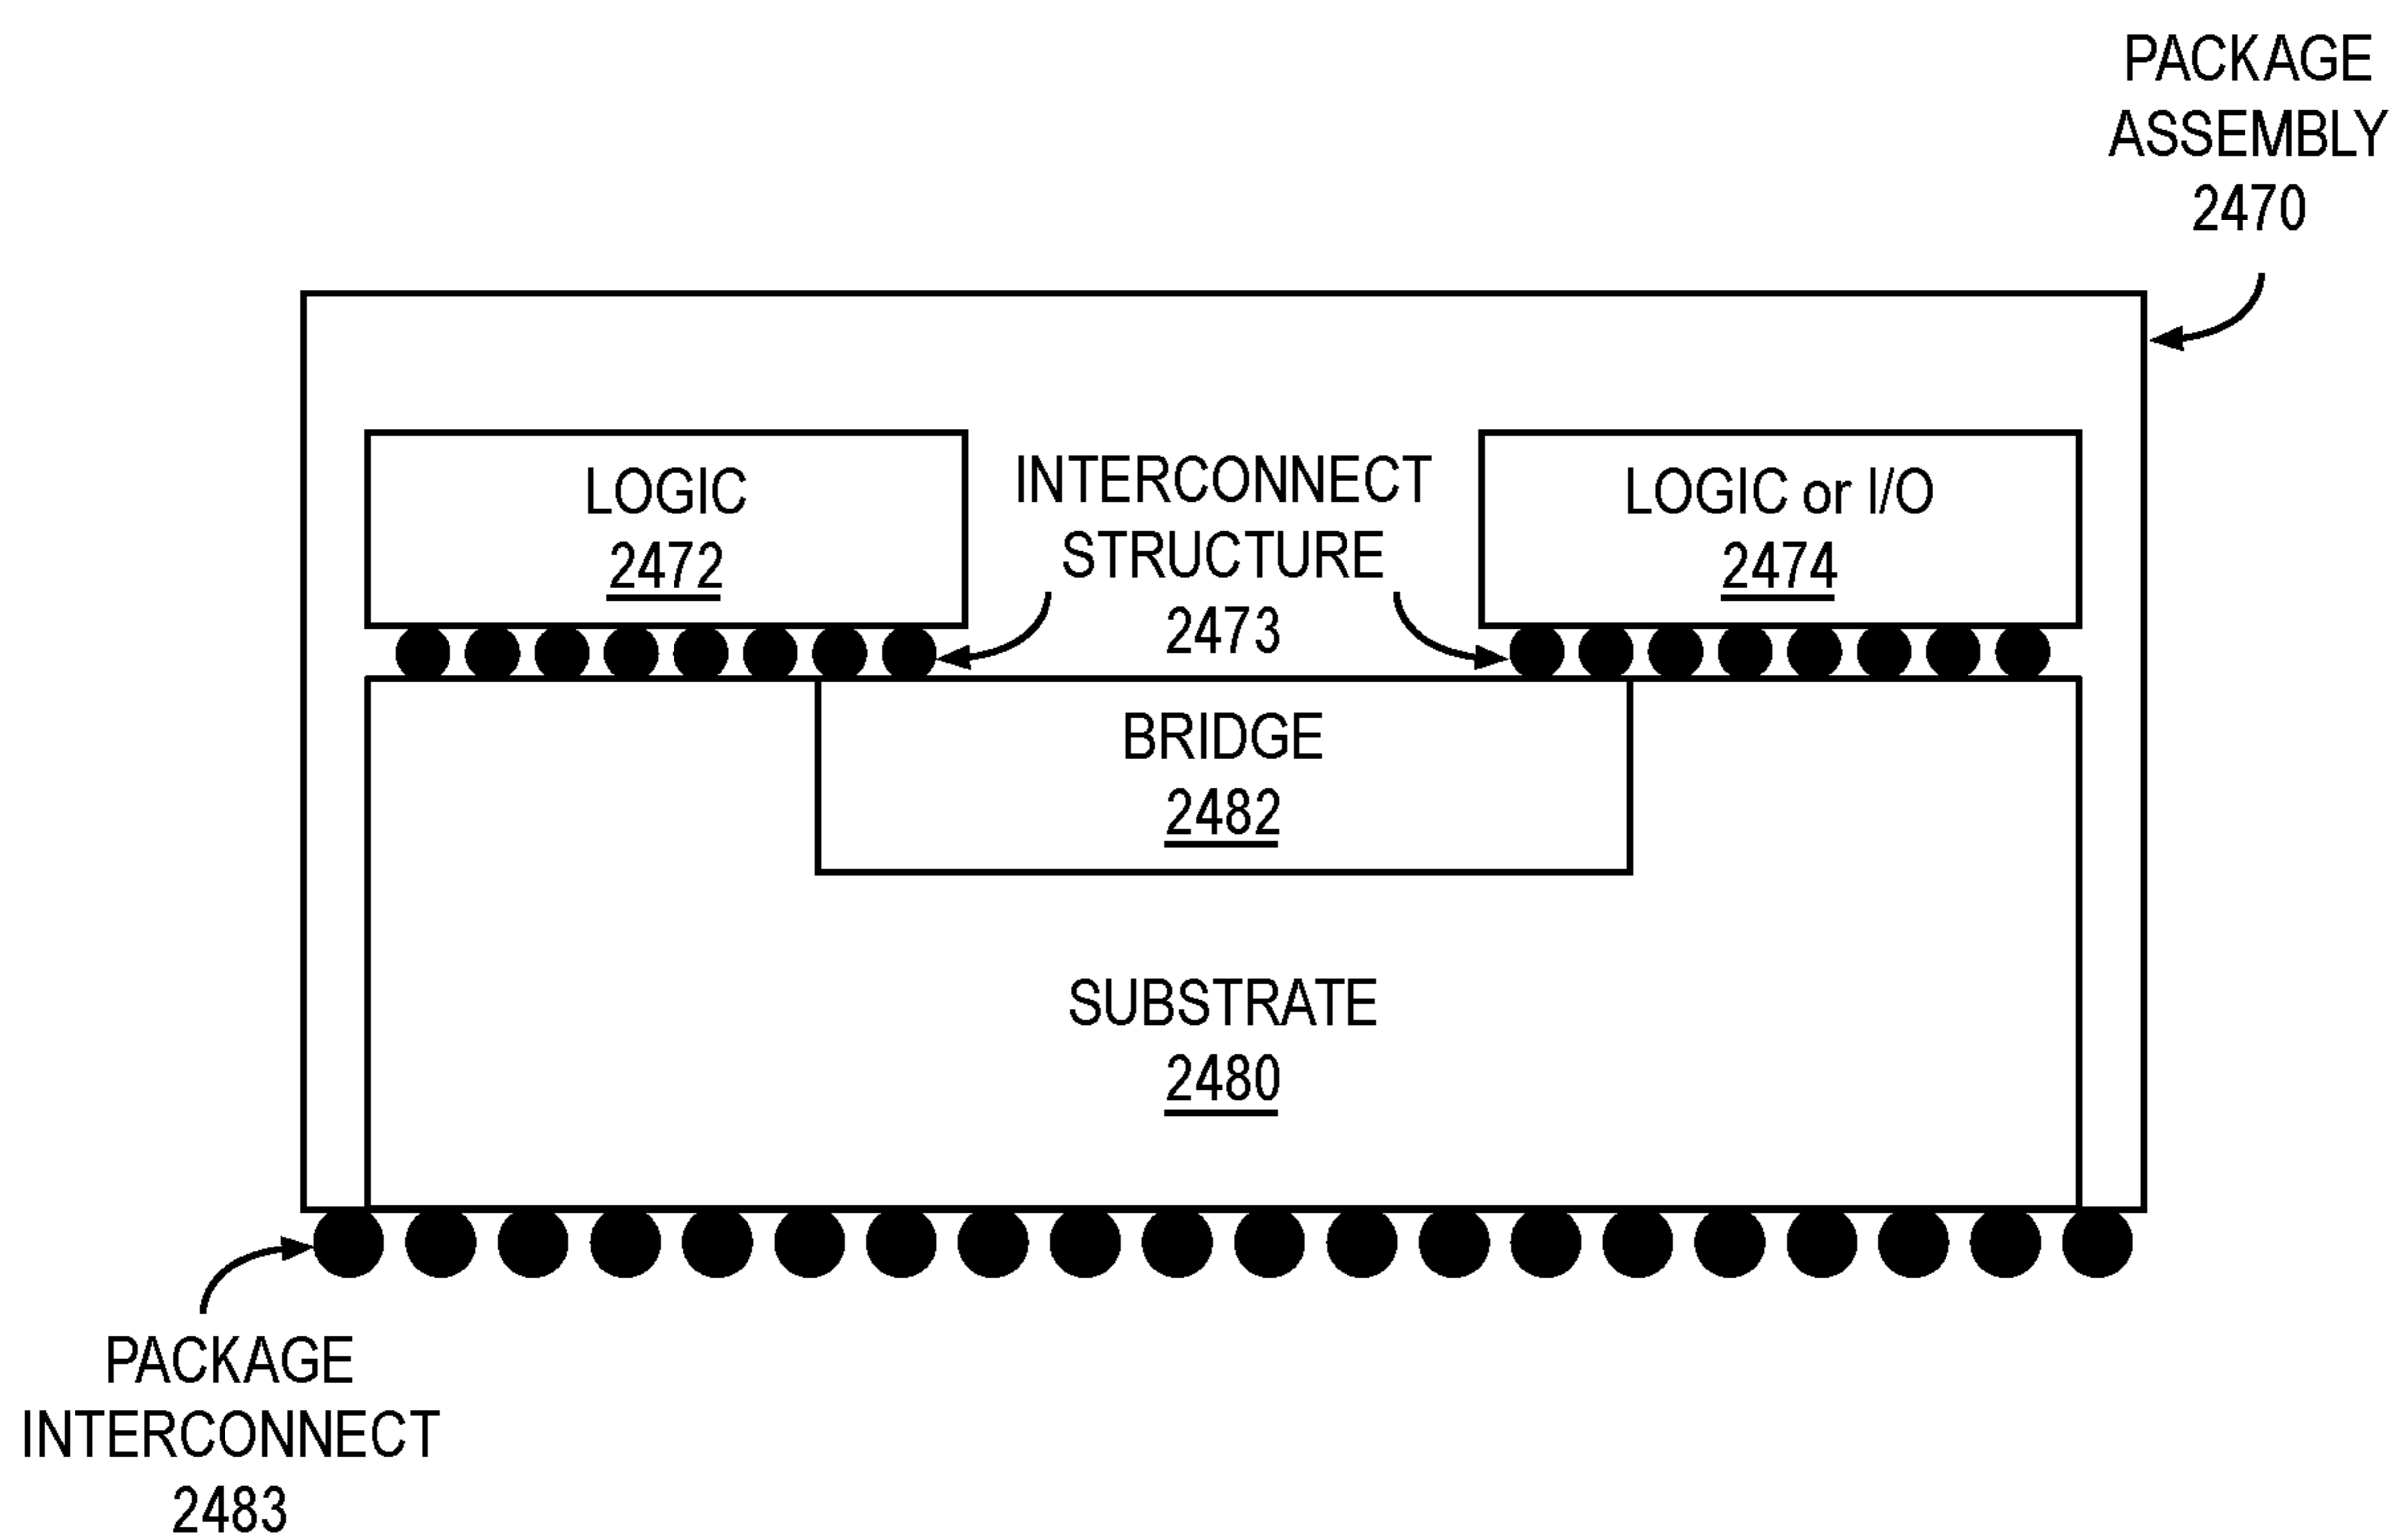 PACKAGE
ASSEMBLY
2470
LOGIC
2472
INTERCONNECT
STRUCTURE
2473
LOGIC or I/O
2474
BRIDGE
2482
SUBSTRATE
2480
PACKAGE
INTERCONNECT
2483